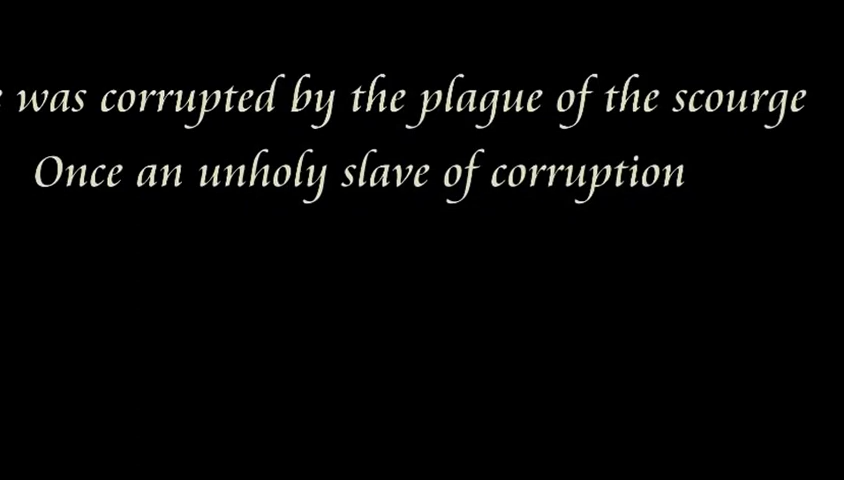 was corrupted by the plague of the scourge
Once an unholy slave of corruption